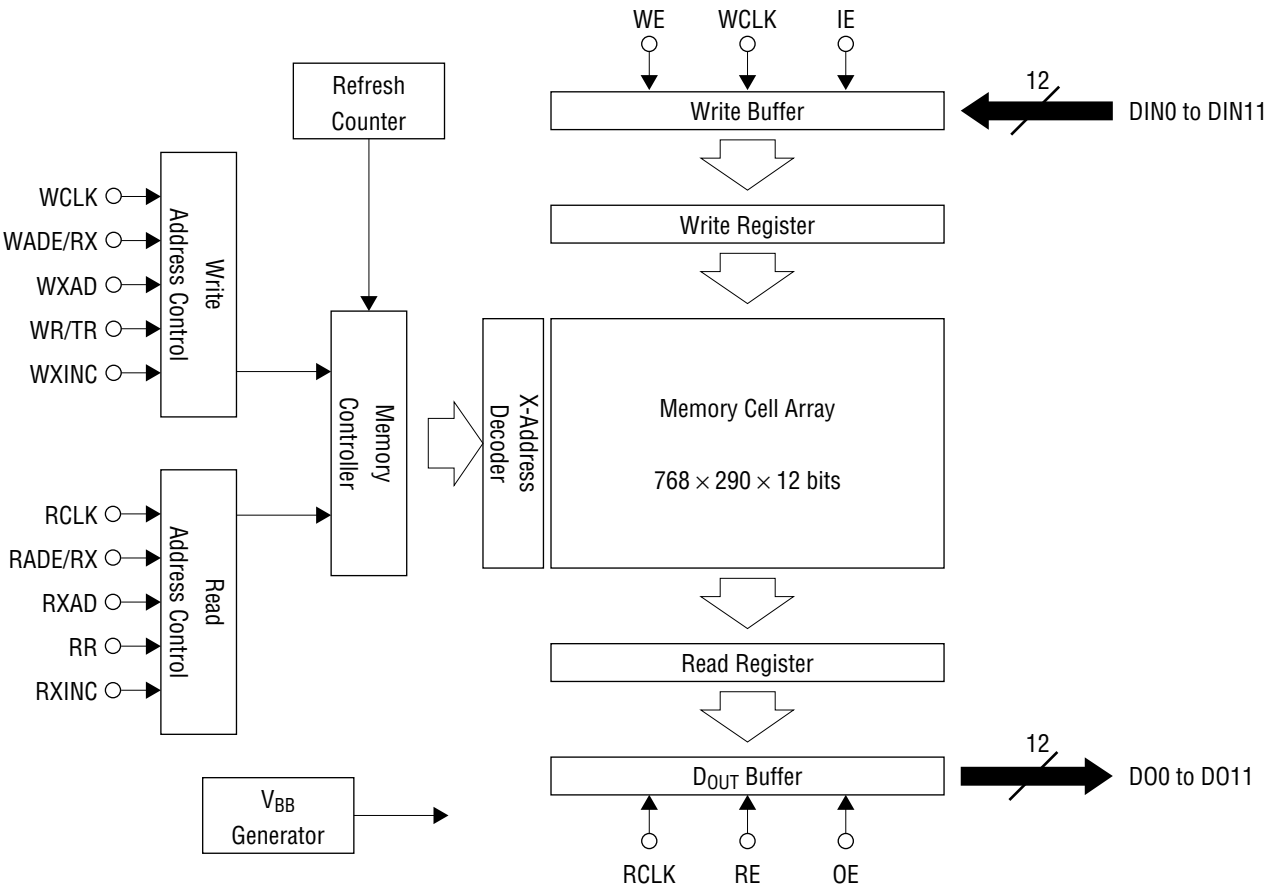 WE WCLK IE
Refresh
Counter
12
Write Buffer
DIN0 to DIN11
WCLK
WADE/RX
WXAD
WR/TR
WXINC
Write
Address Control
Write Register
Memory
Controller
X-Address
Decoder
Memory Cell Array
768 × 290 × 12 bits
RCLK
RADE/RX
RXAD
RR
RXINC
Read
Address Control
Read Register
12
DOUT Buffer
DO0 to DO11
VBB
Generator
RCLK RE OE